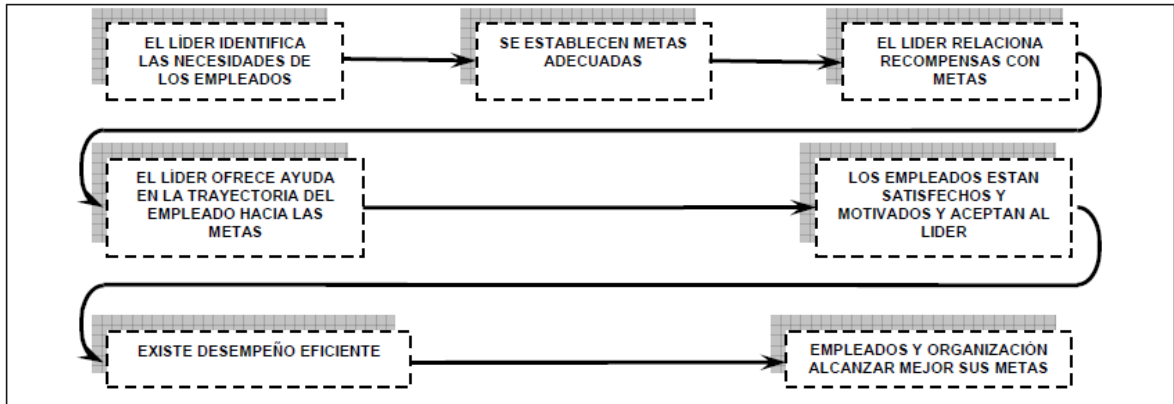 EL LÍDER IDENTIFICA
LAS NECESIDADES DE
LOS EMPLEADOS
SE ESTABLECEN METAS
ADECUADAS
EL LIDER RELACIONA
RECOMPENSAS CON
METAS
EL LÍDER OFRECE AYUDA
EN LA TRAYECTORIA DEL
EMPLEADO HACIA LAS
METAS
LOS EMPLEADOS ESTAN
SATISFECHOS Y
MOTIVADOS Y ACEPTAN AL
LIDER
EXISTE DESEMPEÑO EFICIENTE
EMPLEADOS Y ORGANIZACIÓN
ALCANZAR MEJOR SUS METAS